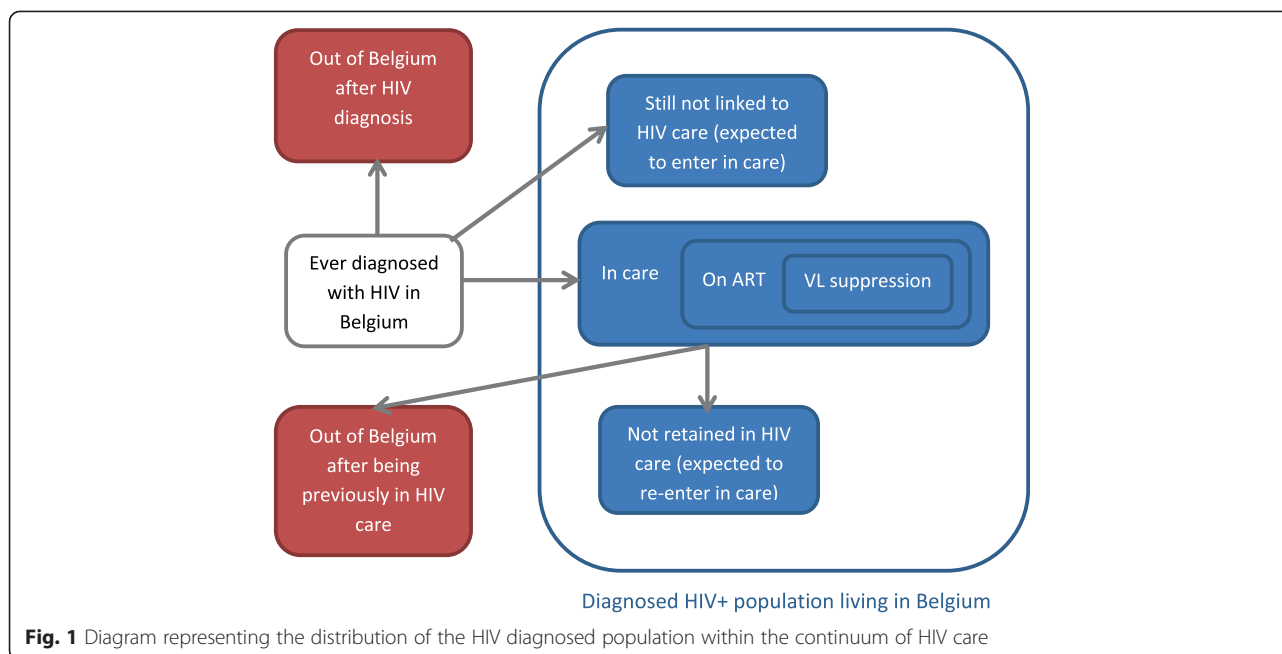 Out of Belgium
after HIV
diagnosis
Still not linked to
HIV care (expected
to enter in care)
Ever diagnosed
with HIV in
Belgium
In care
On ART
VL suppression
Out of Belgium
after being
previously in HIV
care
Not retained in HIV
care (expected to
re-enter in care)
Diagnosed HIV+ population living in Belgium
Fig. 1 Diagram representing the distribution of the HIV diagnosed population within the continuum of HIV care